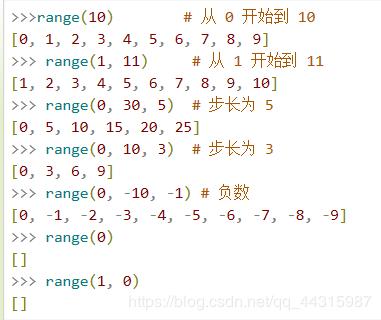 >>>range(10)        # 从 0 开始到 10
[0, 1, 2, 3, 4, 5, 6, 7, 8, 9]
>>> range(1, 11)     # 从 1 开始到 11
[1, 2, 3, 4, 5, 6, 7, 8, 9, 10]
>>> range(0, 30, 5)  # 步长为 5
[0, 5, 10, 15, 20, 25]
>>> range(0, 10, 3)  # 步长为 3
[0, 3, 6, 9]
>>> range(0, -10, -1) # 负数
[0, -1, -2, -3, -4, -5, -6, -7, -8, -9]
>>> range(0)
[]
>>> range(1, 0)
[]
https://blog.csdn.net/qq_44315987